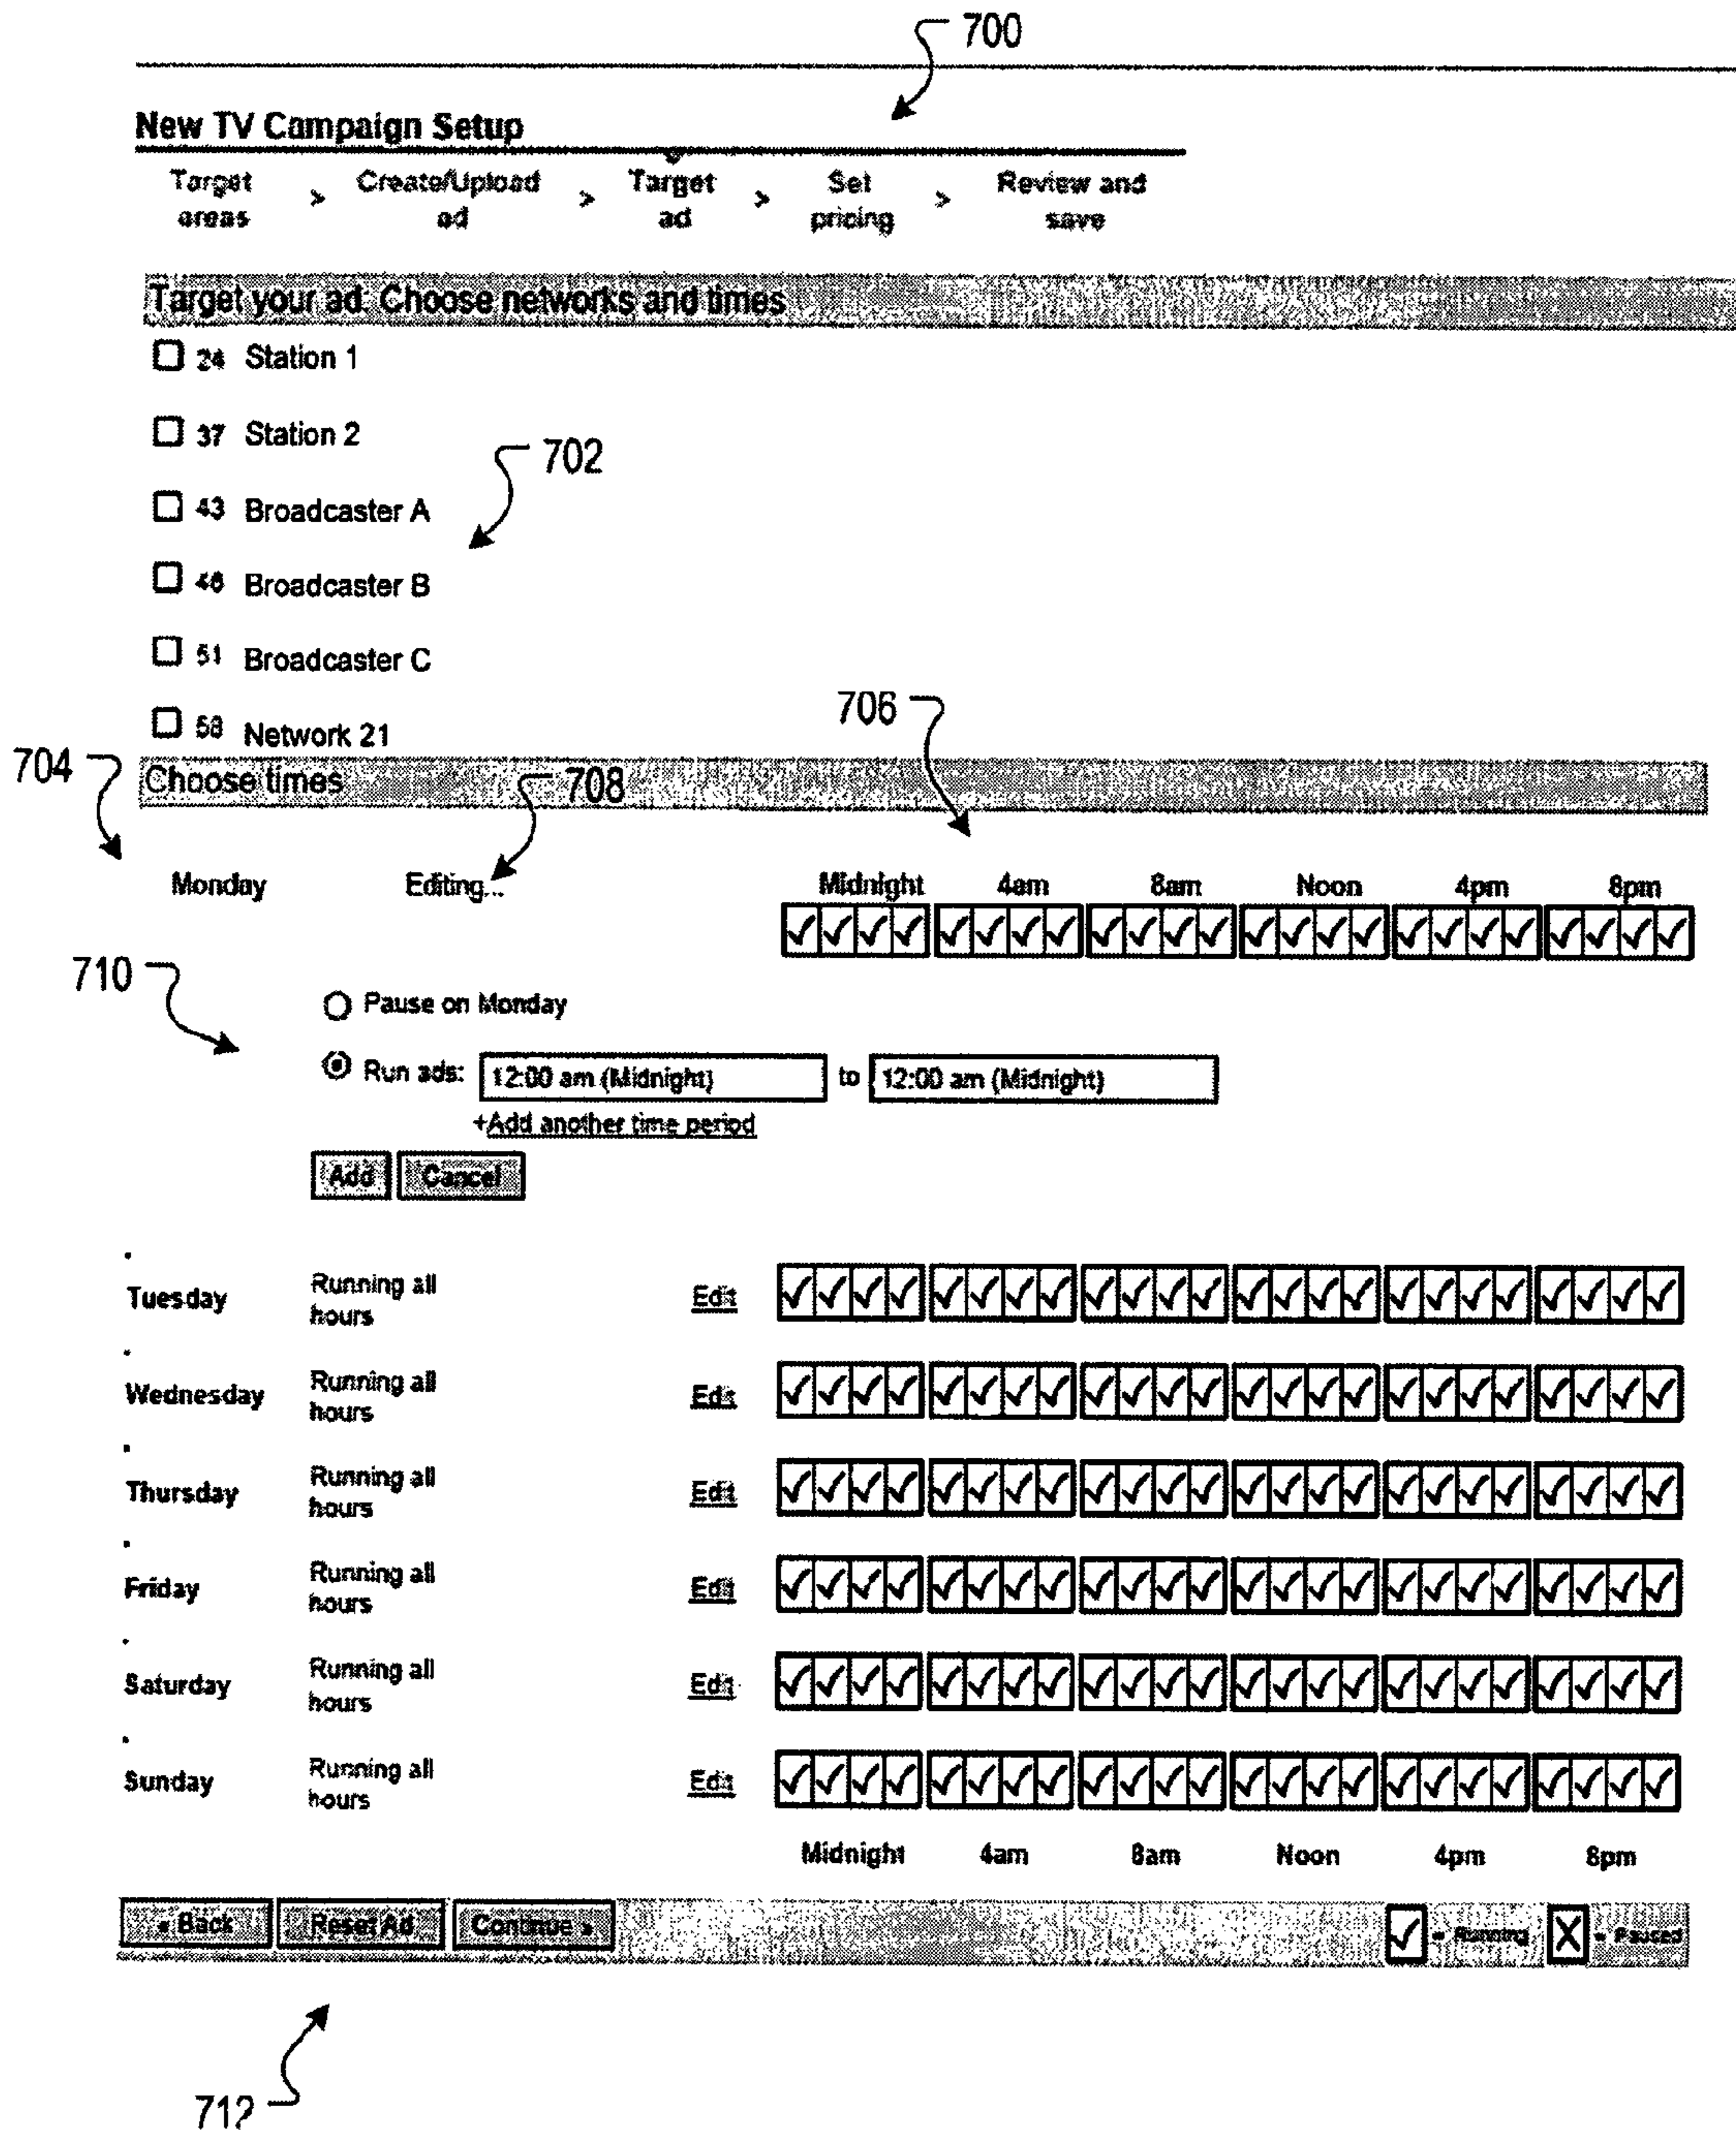 700
New TV Campaign Setup
Target areas > Create/Upload ad > Target ad > Set pricing > Review and save
Target your ad: Choose networks and times
24 Station 1
37 Station 2
702
43 Broadcaster A
46 Broadcaster B
51 Broadcaster C
706
58 Network 21
704
Choose times
708
Monday Editing... Midnight 4am 8am Noon 4pm 8pm
710
Pause on Monday
Run ads: 12:00 am (Midnight) to 12:00 am (Midnight)
+Add another time period
Add Cancel
Tuesday Running all hours Edit
Wednesday Running all hours Edit
Thursday Running all hours Edit
Friday Running all hours Edit
Saturday Running all hours Edit
Sunday Running all hours Edit
Midnight 4am 8am Noon 4pm 8pm
« Back Reset Ad Continue » = Running X = Paused
712